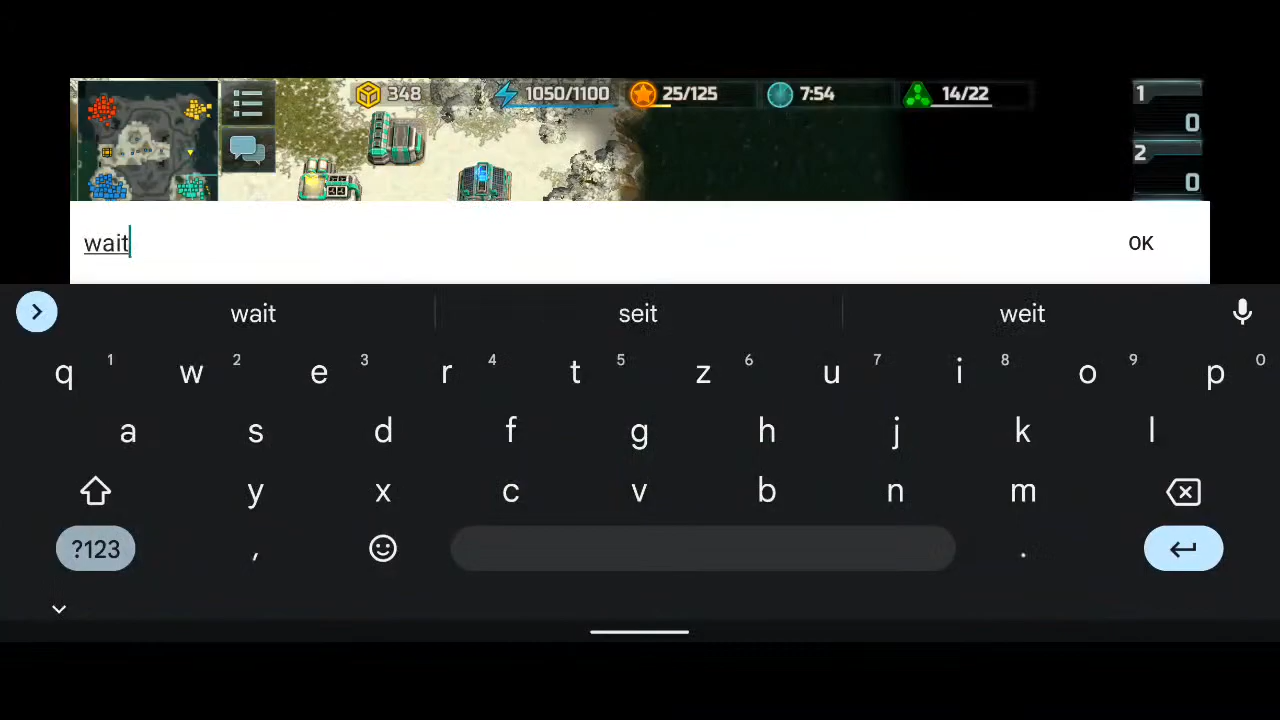 348 1050/1100 25/125 7:54 14/22
1
0
2
0
wait OK
wait seit weit
q 1 w 2 e 3 r 4 t 5 z 6 u 7 i 8 o 9 p 0
a s d f g h j k l
y x c v b n m
?123 , .